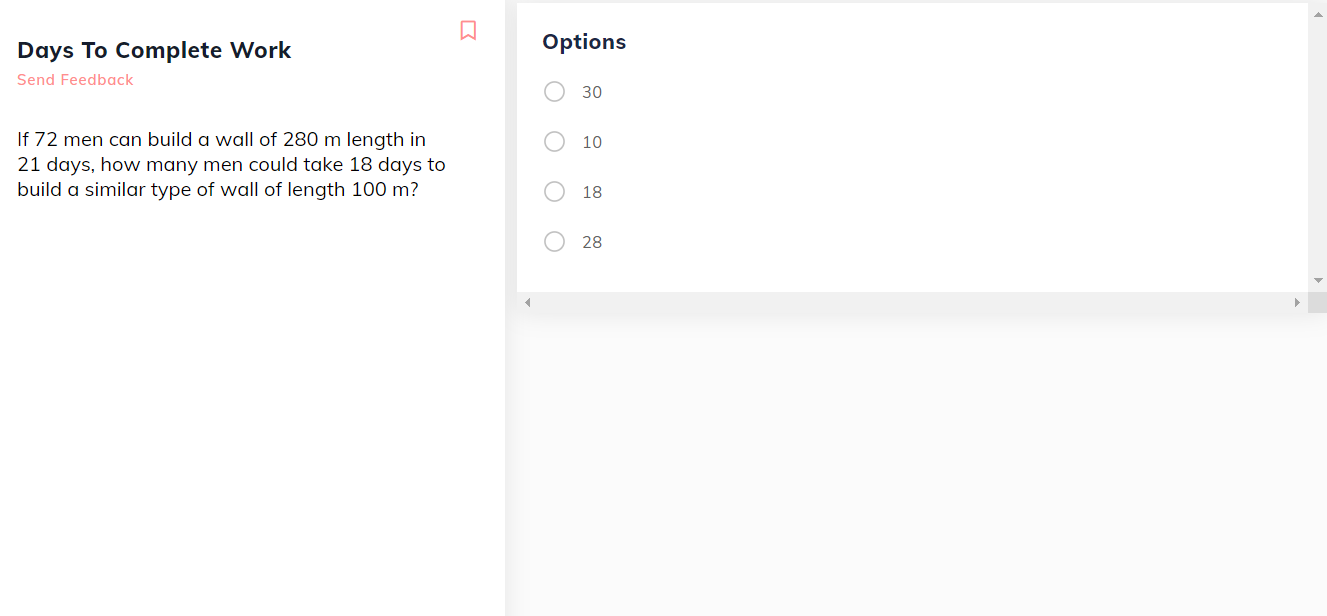 Days To Complete Work
Send Feedback
If 72 men can build a wall of 280 m length in
21 days, how many men could take 18 days to
build a similar type of wall of length 100 m?
Options
30
10
18
28